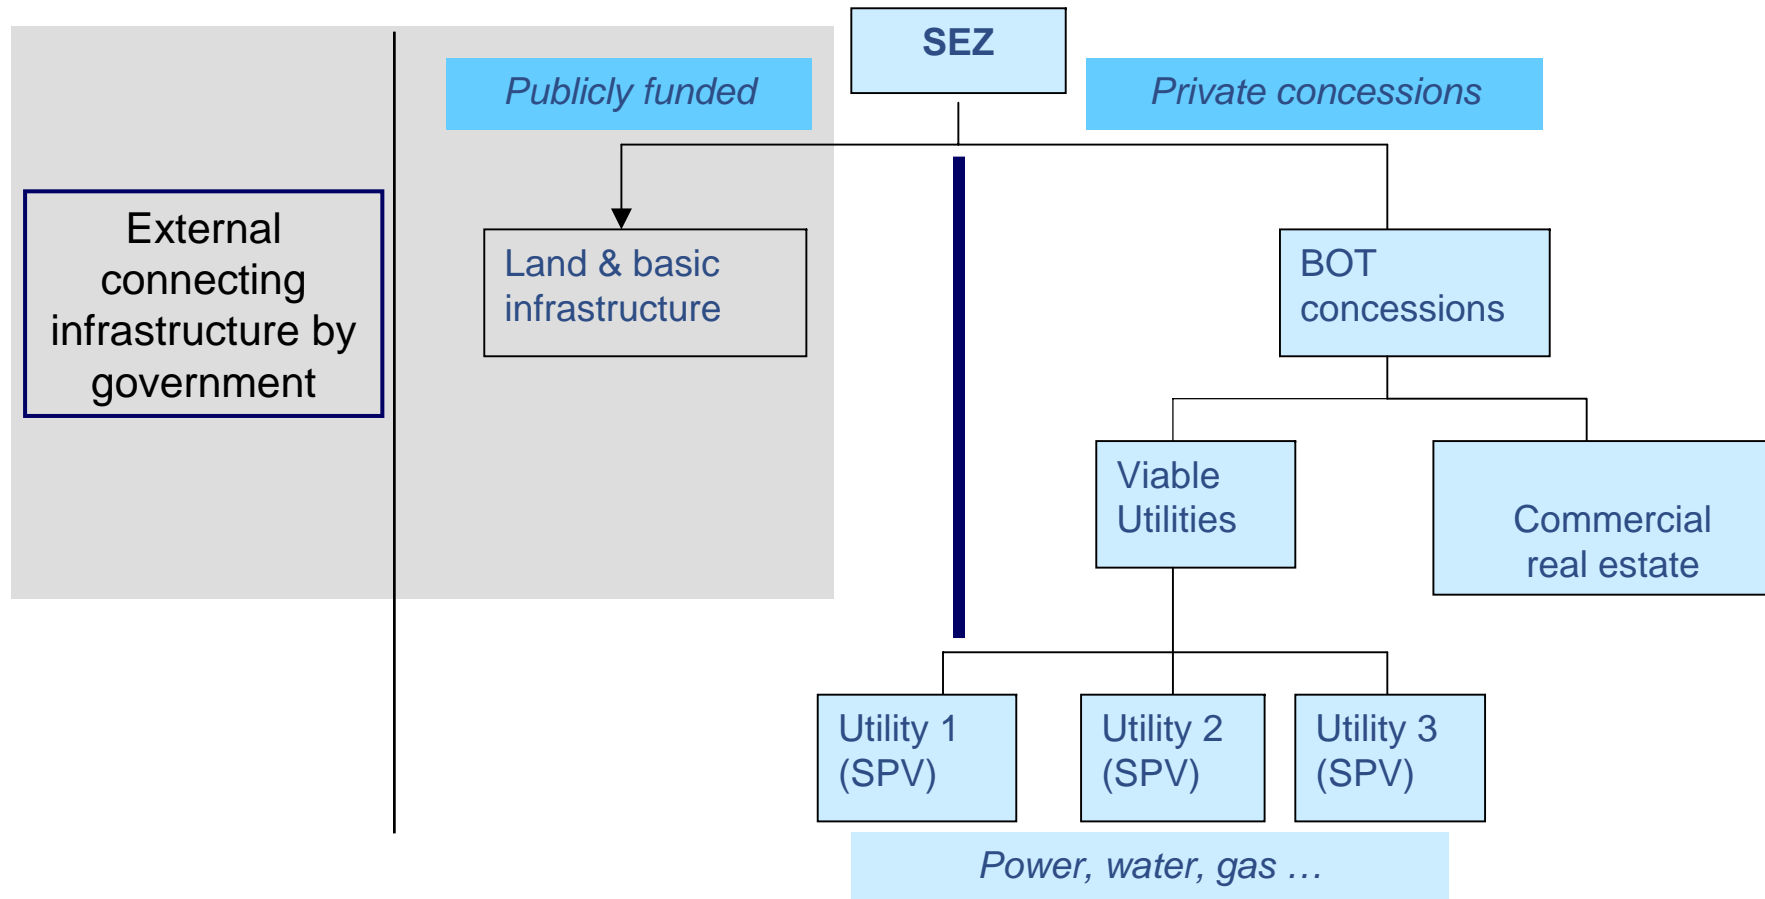 SEZ
Publicly funded
Private concessions
External
connecting
infrastructure by
government
Land & basic
infrastructure
BOT
concessions
Viable
Utilities
Commercial
real estate
Utility 1
(SPV)
Utility 2
(SPV)
Utility 3
(SPV)
Power, water, gas …